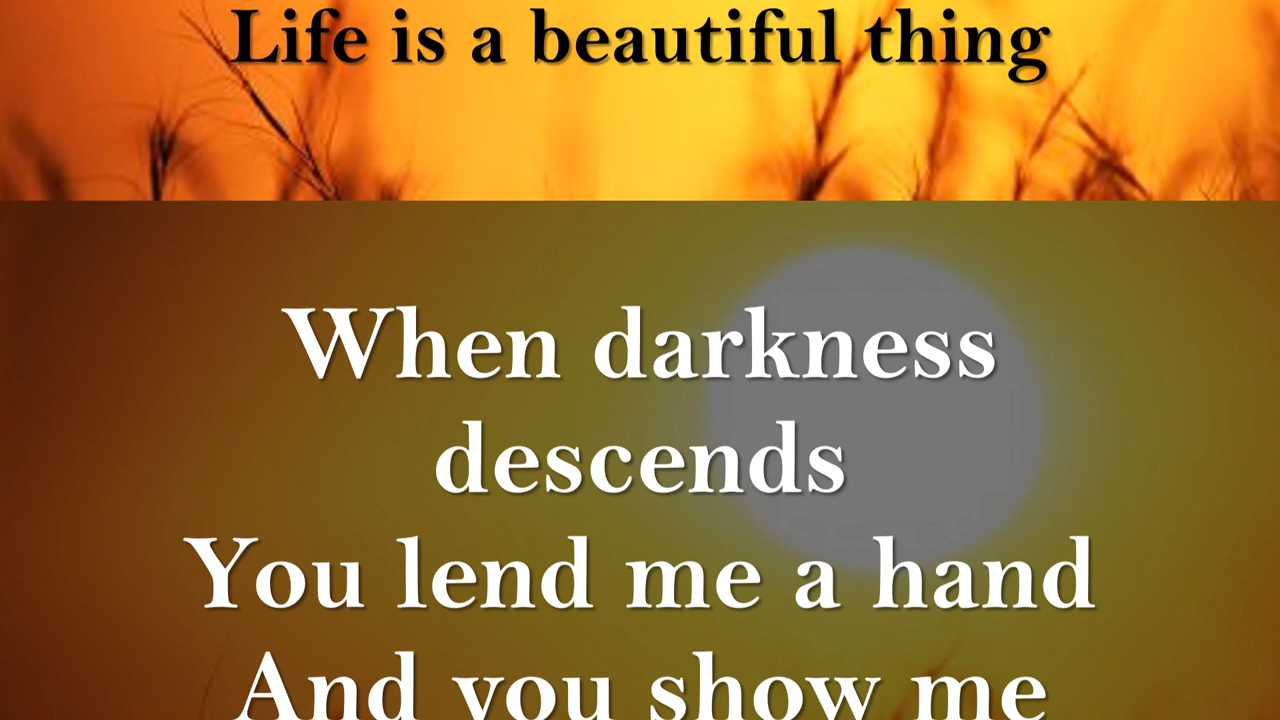 Life is a beautiful thing
When darkness
descends
You lend me a hand
And you show me